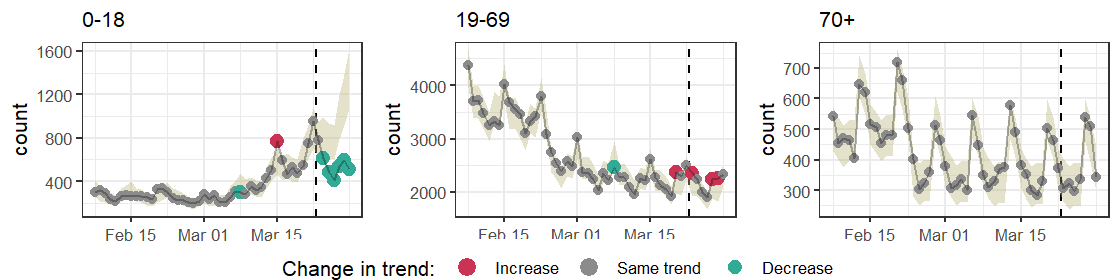 0-18
19-69
70+
count
1600
1200
800
400
Feb 15
Mar 01
Mar 15
count
4000
3000
2000
Feb 15
Mar 01
Mar 15
count
700
600
500
400
300
Feb 15
Mar 01
Mar 15
Change in trend: Increase Same trend Decrease